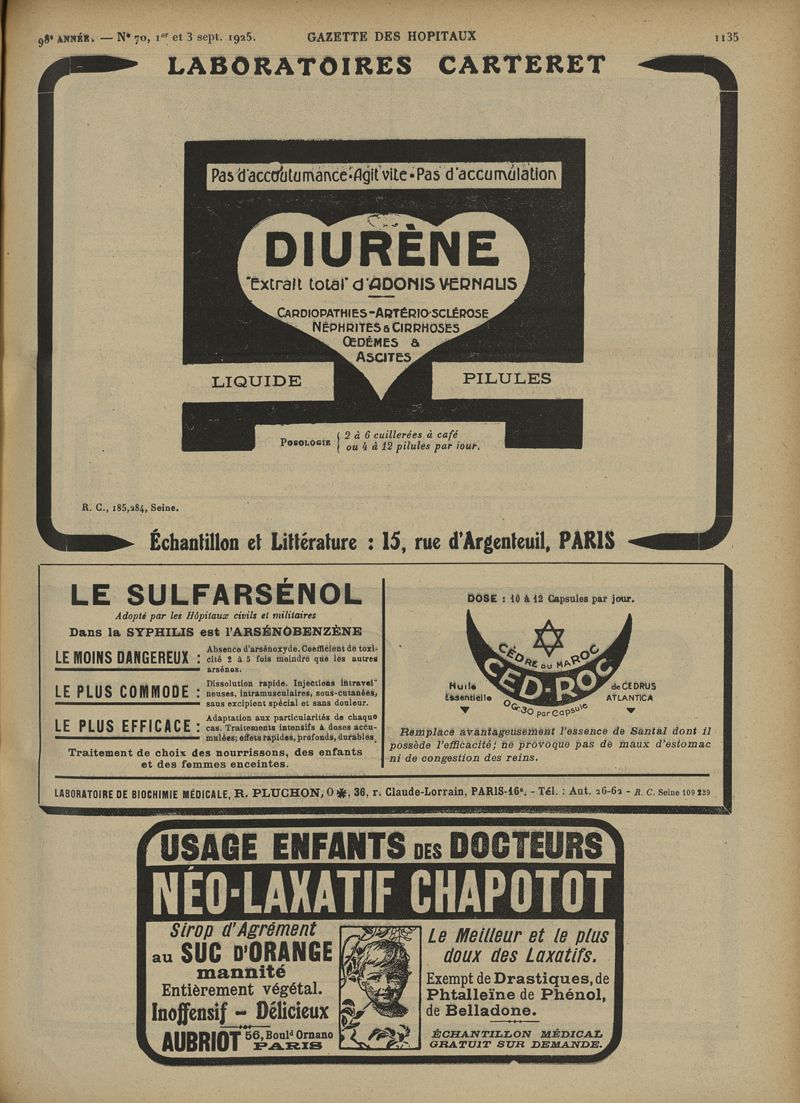 98e ANNÉE. — N° 70, 1er et 3 sept. 1925. GAZETTE DES HOPITAUX 1135
LABORATOIRES CARTERET
Pas d'accoutumance - Agit vite - Pas d'accumulation
DIURÈNE
"Extrait total" d'ADONIS VERNALIS
CARDIOPATHIES - ARTÉRIO-SCLÉROSE
NÉPHRITES & CIRRHOSES
ŒDÈMES &
ASCITES
LIQUIDE PILULES
POSOLOGIE { 2 à 6 cuillerées à café
ou 4 à 12 pilules par jour.
R. C., 185,284, Seine.
Échantillon et Littérature : 15, rue d'Argenteuil, PARIS
LE SULFARSÉNOL
Adopté par les Hôpitaux civils et militaires
Dans la SYPHILIS est l'ARSÉNOBENZÈNE
LE MOINS DANGEREUX : Absence d'arsénoxyde. Coefficient de toxi-
cité 2 à 5 fois moindre que les autres
arsénos.
LE PLUS COMMODE : Dissolution rapide. Injections intravei-
neuses, intramusculaires, sous-cutanées,
sans excipient spécial et sans douleur.
LE PLUS EFFICACE : Adaptation aux particularités de chaque
cas. Traitements intensifs à doses accu-
mulées; effets rapides, profonds, durables.
Traitement de choix des nourrissons, des enfants
et des femmes enceintes.
DOSE : 10 à 12 Capsules par jour.
CÈDRE DU MAROC
CED-ROC
Huile
Essentielle
de CEDRUS
ATLANTICA
0 Gr 30 par Capsule
Remplace avantageusement l'essence de Santal dont il
possède l'efficacité; ne provoque pas de maux d'estomac
ni de congestion des reins.
LABORATOIRE DE BIOCHIMIE MÉDICALE, R. PLUCHON, O ✱, 36, r. Claude-Lorrain, PARIS-16e. - Tél. : Aut. 26-62 - R. C. Seine 109 239
USAGE ENFANTS DES DOCTEURS
NÉO-LAXATIF CHAPOTOT
Sirop d'Agrément
au SUC D'ORANGE
mannité
Entièrement végétal.
Inoffensif - Délicieux
AUBRIOT 56, Bould Ornano
PARIS
Le Meilleur et le plus
doux des Laxatifs.
Exempt de Drastiques, de
Phtalleïne de Phénol,
de Belladone.
ÉCHANTILLON MÉDICAL
GRATUIT SUR DEMANDE.